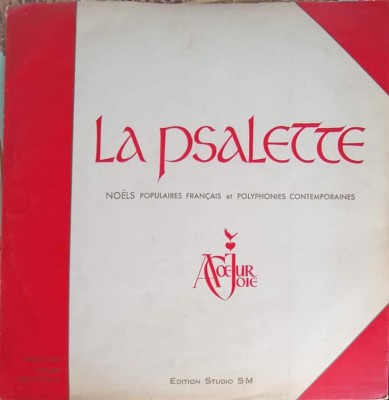 La psalette
NOËLS POPULAIRES FRANÇAIS et POLYPHONIES CONTEMPORAINES
A COEUR
JOIE
EDITION STUDIO SM